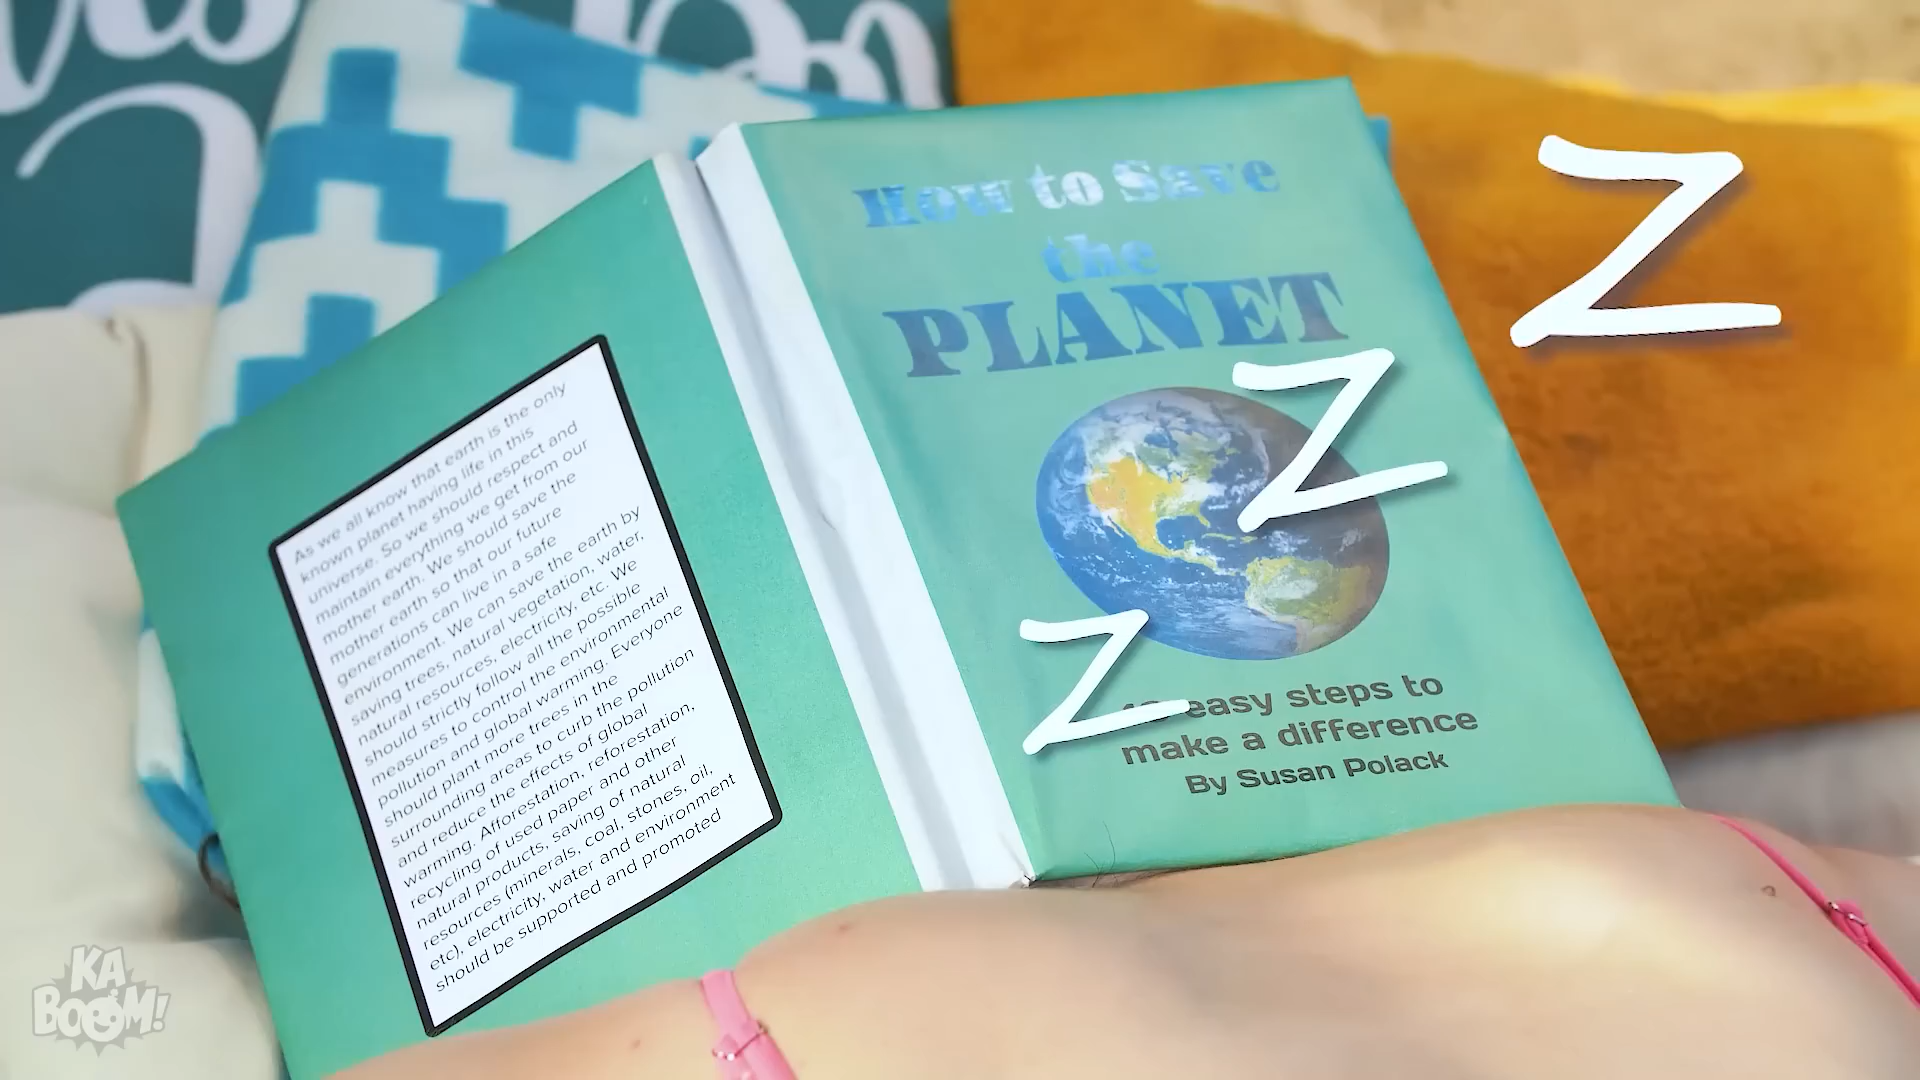 As we all know that earth is the only
known planet having life in this
universe. So we should respect and
maintain everything we get from our
mother earth. We should save the
mother earth so that our future
generations can live in a safe
environment. We can save the earth by
saving trees, natural vegetation, water,
natural resources, electricity, etc. We
should strictly follow all the possible
measures to control the environmental
pollution and global warming. Everyone
should plant more trees in the
surrounding areas to curb the pollution
and reduce the effects of global
warming. Afforestation, reforestation,
recycling of used paper and other
natural products, saving of natural
resources (minerals, coal, stones, oil,
etc), electricity, water and environment
should be supported and promoted
How to Save
the
PLANET
easy steps to
make a difference
By Susan Polack
Z
Z
Z
KA
BOOM!